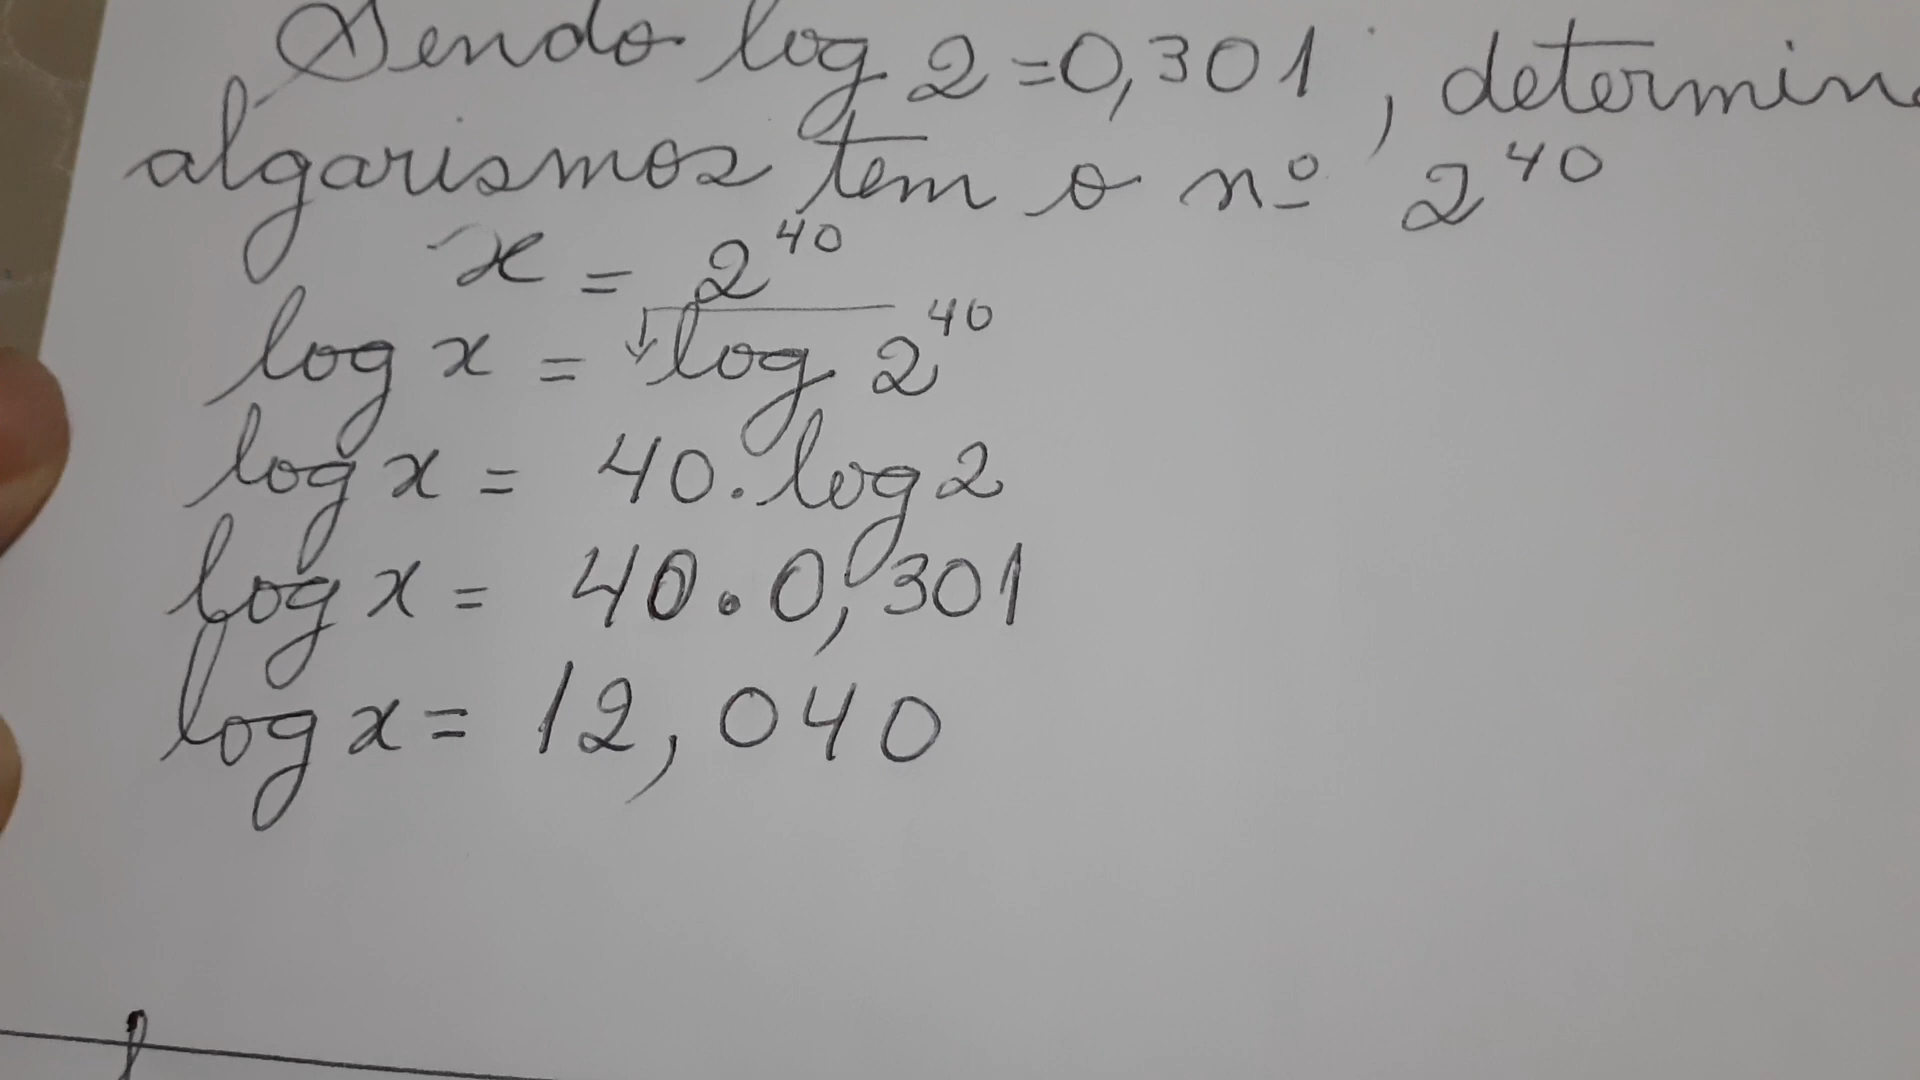 Sendo log 2 = 0,301, determin
algarismos tem o nº 2⁴⁰
x = 2⁴⁰
log x = log 2⁴⁰
log x = 40 . log 2
log x = 40 . 0,301
log x = 12,040